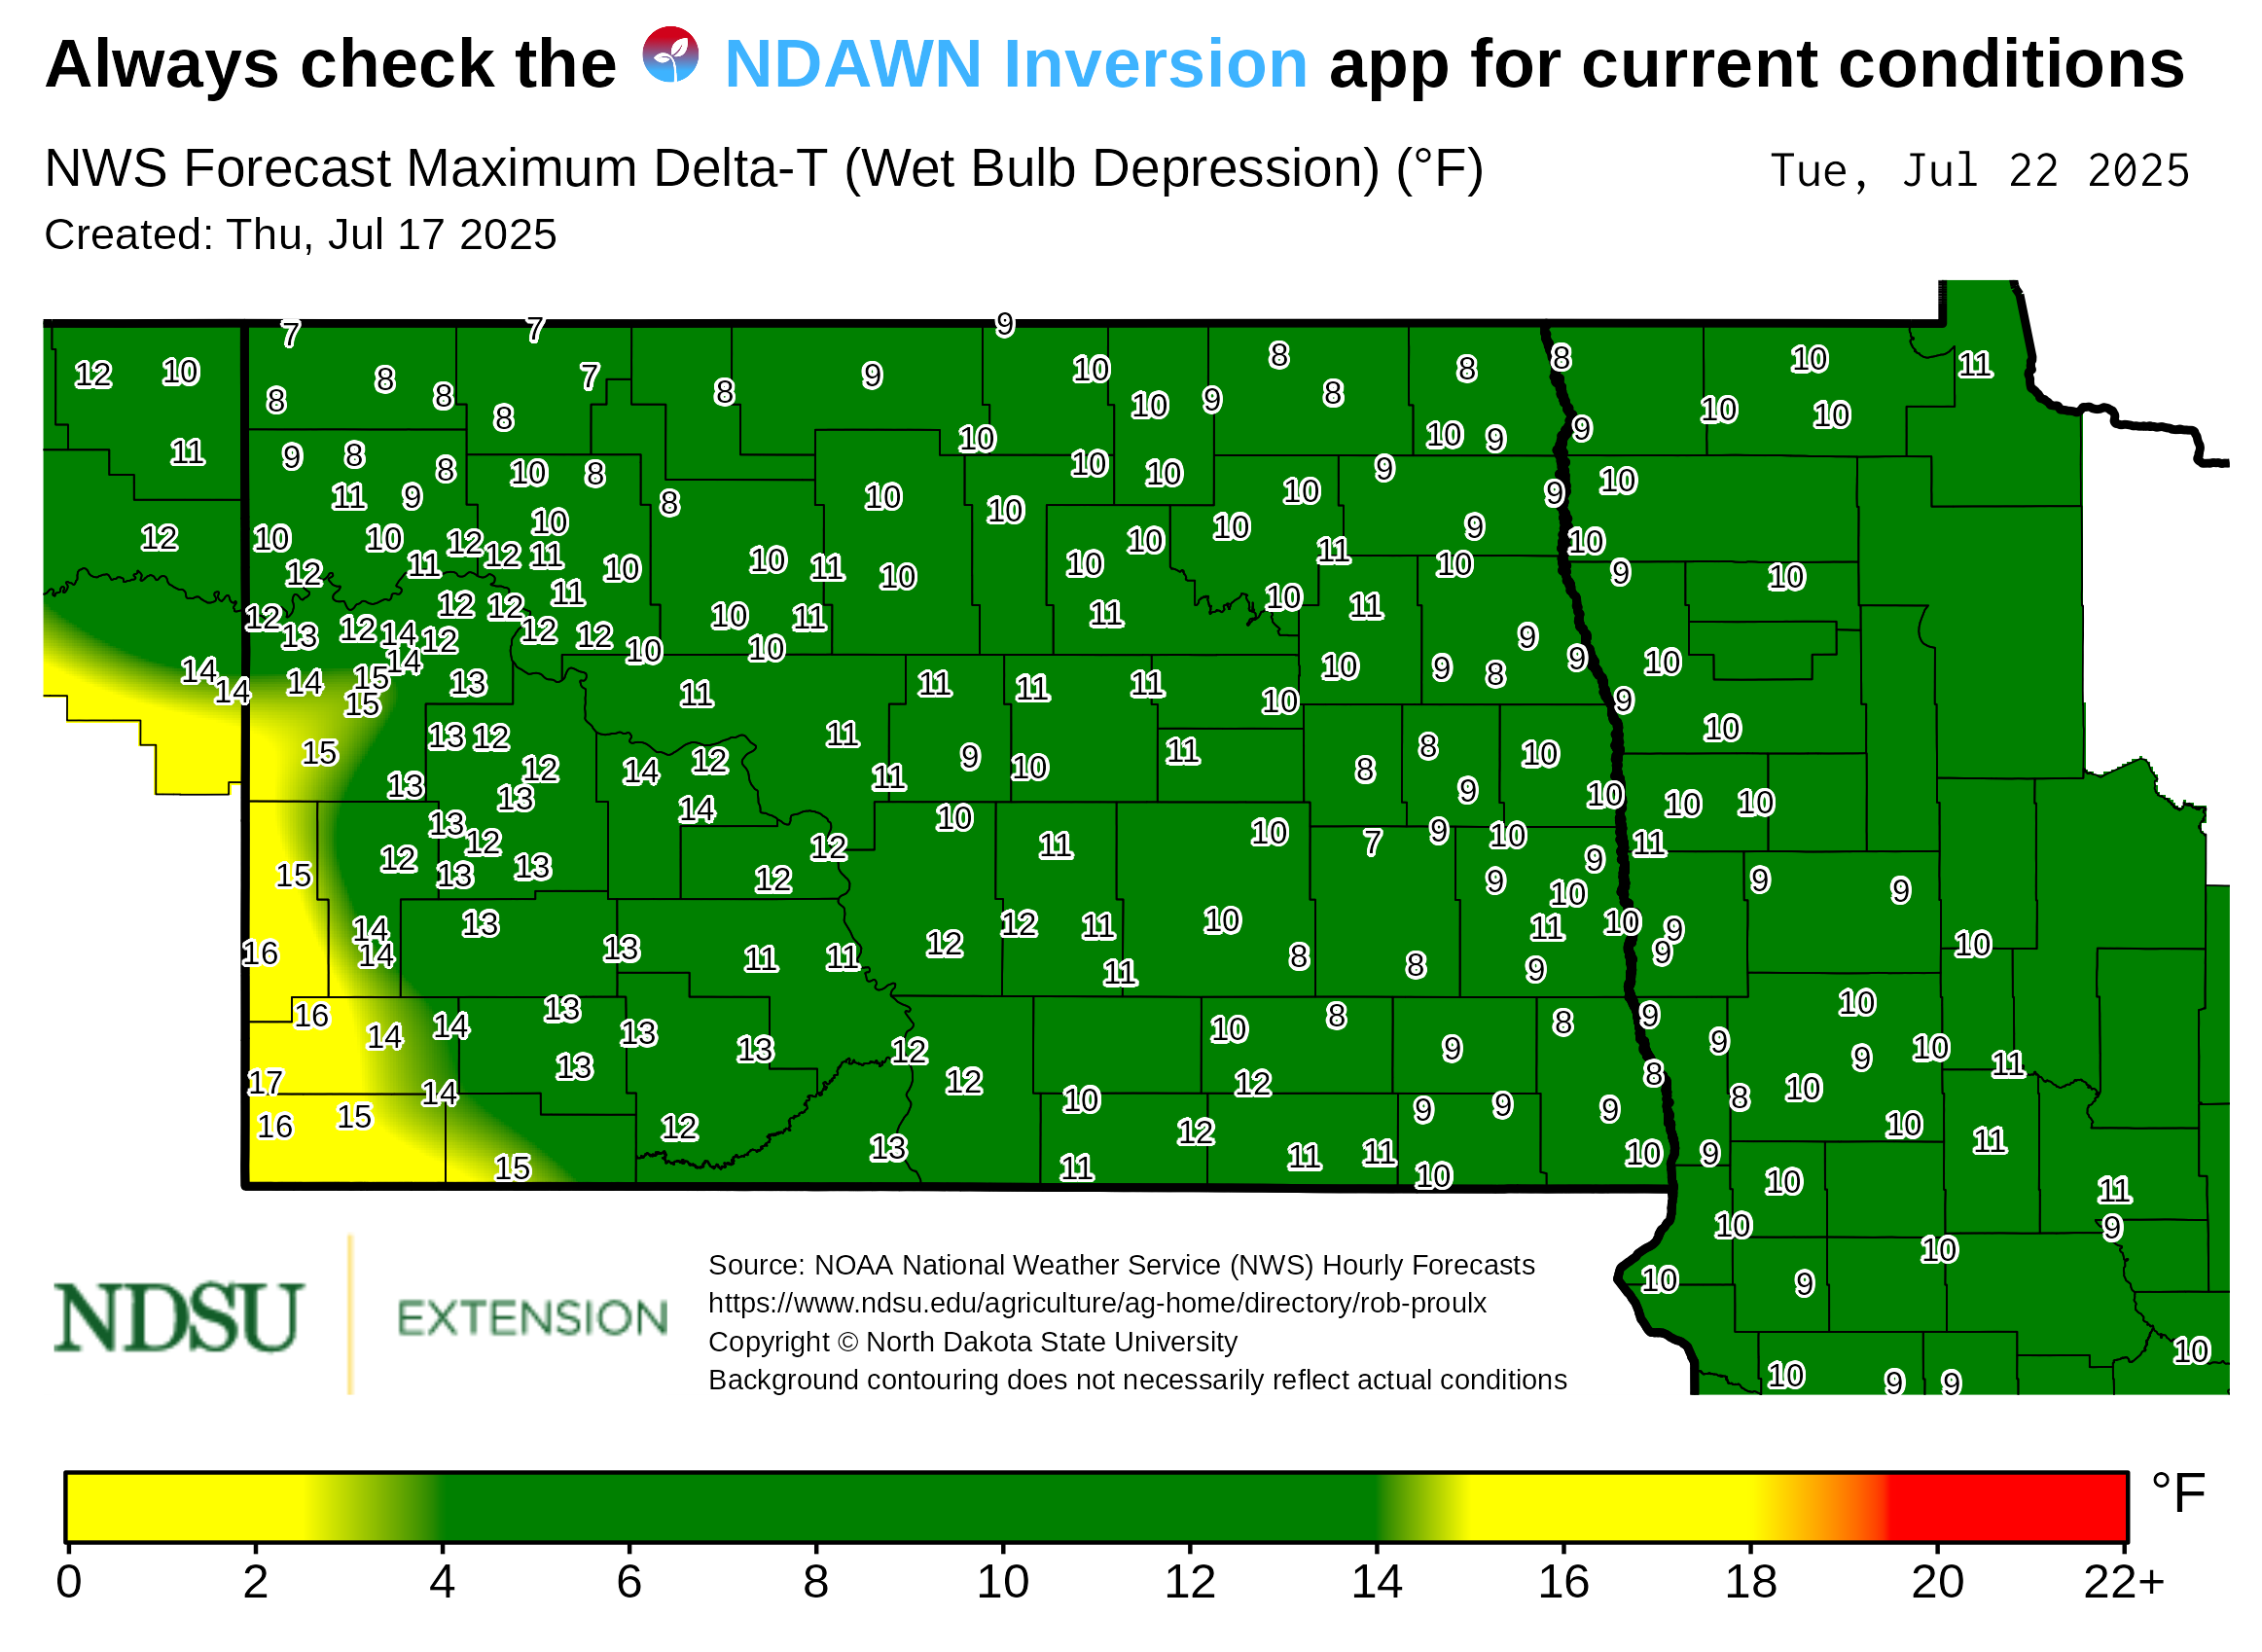 Always check the NDAWN Inversion app for current conditions
NWS Forecast Maximum Delta-T (Wet Bulb Depression) (°F) Tue, Jul 22 2025
Created: Thu, Jul 17 2025
7 7 9
12 10 8 8 8 7 8 8 9 10 10 9 8 8 8 8 10 10 10 11
11 9 8 8 10 8 10 10 9 9 10 9
11 9 8 10 10 10 10 9 10
12 10 10 12 12 11 10 10 10 11 10 10 10 10 11 9 10 10
12 11 11 10 9 10
12 13 12 14 12 12 12 12 12 10 10 11 10 11 10 11 9 9 10
14 14 14 15 14 13 11 11 11 11 10 10 9 8 9
15 15 13 12 11 9 10 11 8 8 10 10
13 12 13 14 12 14 11 10 9 10 10 10
13 12 12 13 13 12 12 11 10 7 9 10 9 11
15 9 10 9 9
16 14 14 13 13 11 11 12 12 11 10 8 8 11 10 9 9 10
16 14 14 13 13 11 9 9 10
17 14 13 13 12 12 10 8 9 8 9 9 9 10 11
16 15 12 12 10 12 9 9 9 8 8 10 10
15 13 11 12 11 11 10 10 9 10 11 11
10 10 9 9
10 9 10
10 9 9
NDSU EXTENSION
Source: NOAA National Weather Service (NWS) Hourly Forecasts
https://www.ndsu.edu/agriculture/ag-home/directory/rob-proulx
Copyright © North Dakota State University
Background contouring does not necessarily reflect actual conditions
°F
0 2 4 6 8 10 12 14 16 18 20 22+